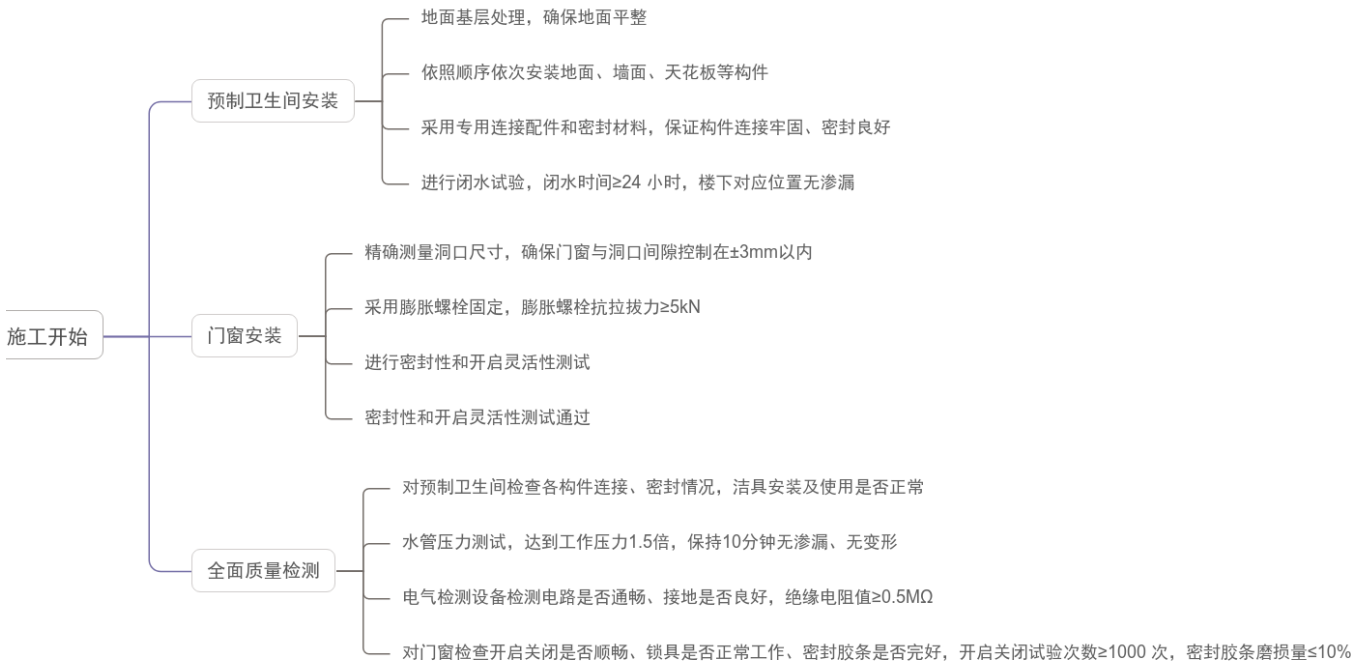 施工开始
预制卫生间安装
地面基层处理，确保地面平整
依照顺序依次安装地面、墙面、天花板等构件
采用专用连接配件和密封材料，保证构件连接牢固、密封良好
进行闭水试验，闭水时间≥24 小时，楼下对应位置无渗漏
门窗安装
精确测量洞口尺寸，确保门窗与洞口间隙控制在±3mm以内
采用膨胀螺栓固定，膨胀螺栓抗拉拔力≥5kN
进行密封性和开启灵活性测试
密封性和开启灵活性测试通过
全面质量检测
对预制卫生间检查各构件连接、密封情况，洁具安装及使用是否正常
水管压力测试，达到工作压力1.5倍，保持10分钟无渗漏、无变形
电气检测设备检测电路是否通畅、接地是否良好，绝缘电阻值≥0.5MΩ
对门窗检查开启关闭是否顺畅、锁具是否正常工作、密封胶条是否完好，开启关闭试验次数≥1000 次，密封胶条磨损量≤10%